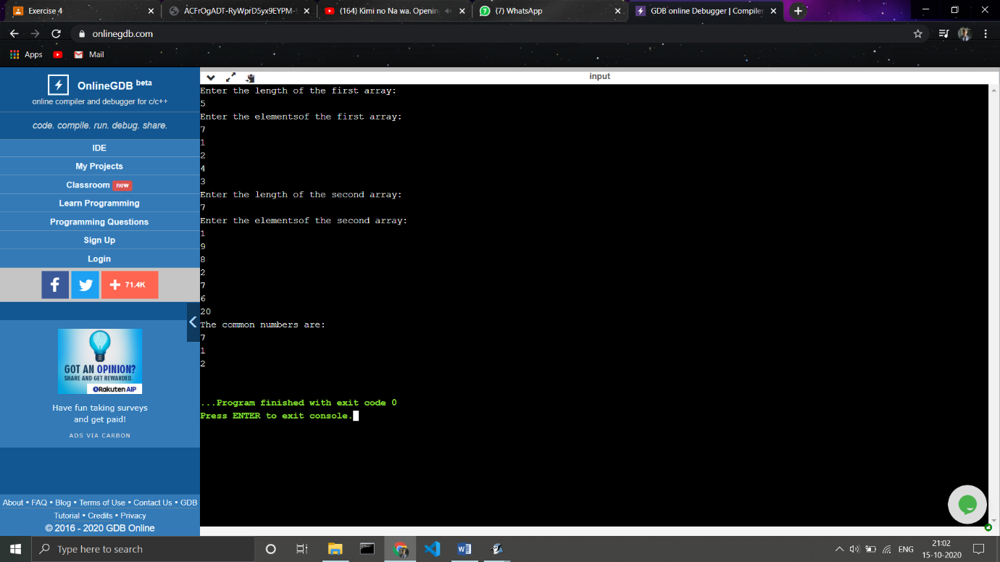 Exercise 4
ACFrOgADT-RyWprD5yx9EYPM-
(164) Kimi no Na wa. Openin
(7) WhatsApp
GDB online Debugger | Compiler
onlinegdb.com
Apps
Mail
OnlineGDB beta
online compiler and debugger for c/c++
code. compile. run. debug. share.
IDE
My Projects
Classroom new
Learn Programming
Programming Questions
Sign Up
Login
71.4K
GOT AN OPINION?
SHARE AND GET REWARDED.
Rakuten AIP
Have fun taking surveys
and get paid!
ADS VIA CARBON
About • FAQ • Blog • Terms of Use • Contact Us • GDB
Tutorial • Credits • Privacy
© 2016 - 2020 GDB Online
input
Enter the length of the first array:
5
Enter the elementsof the first array:
7
1
2
4
3
Enter the length of the second array:
7
Enter the elementsof the second array:
1
9
8
2
7
6
20
The common numbers are:
7
1
2
...Program finished with exit code 0
Press ENTER to exit console.
Type here to search
ENG
21:02
15-10-2020